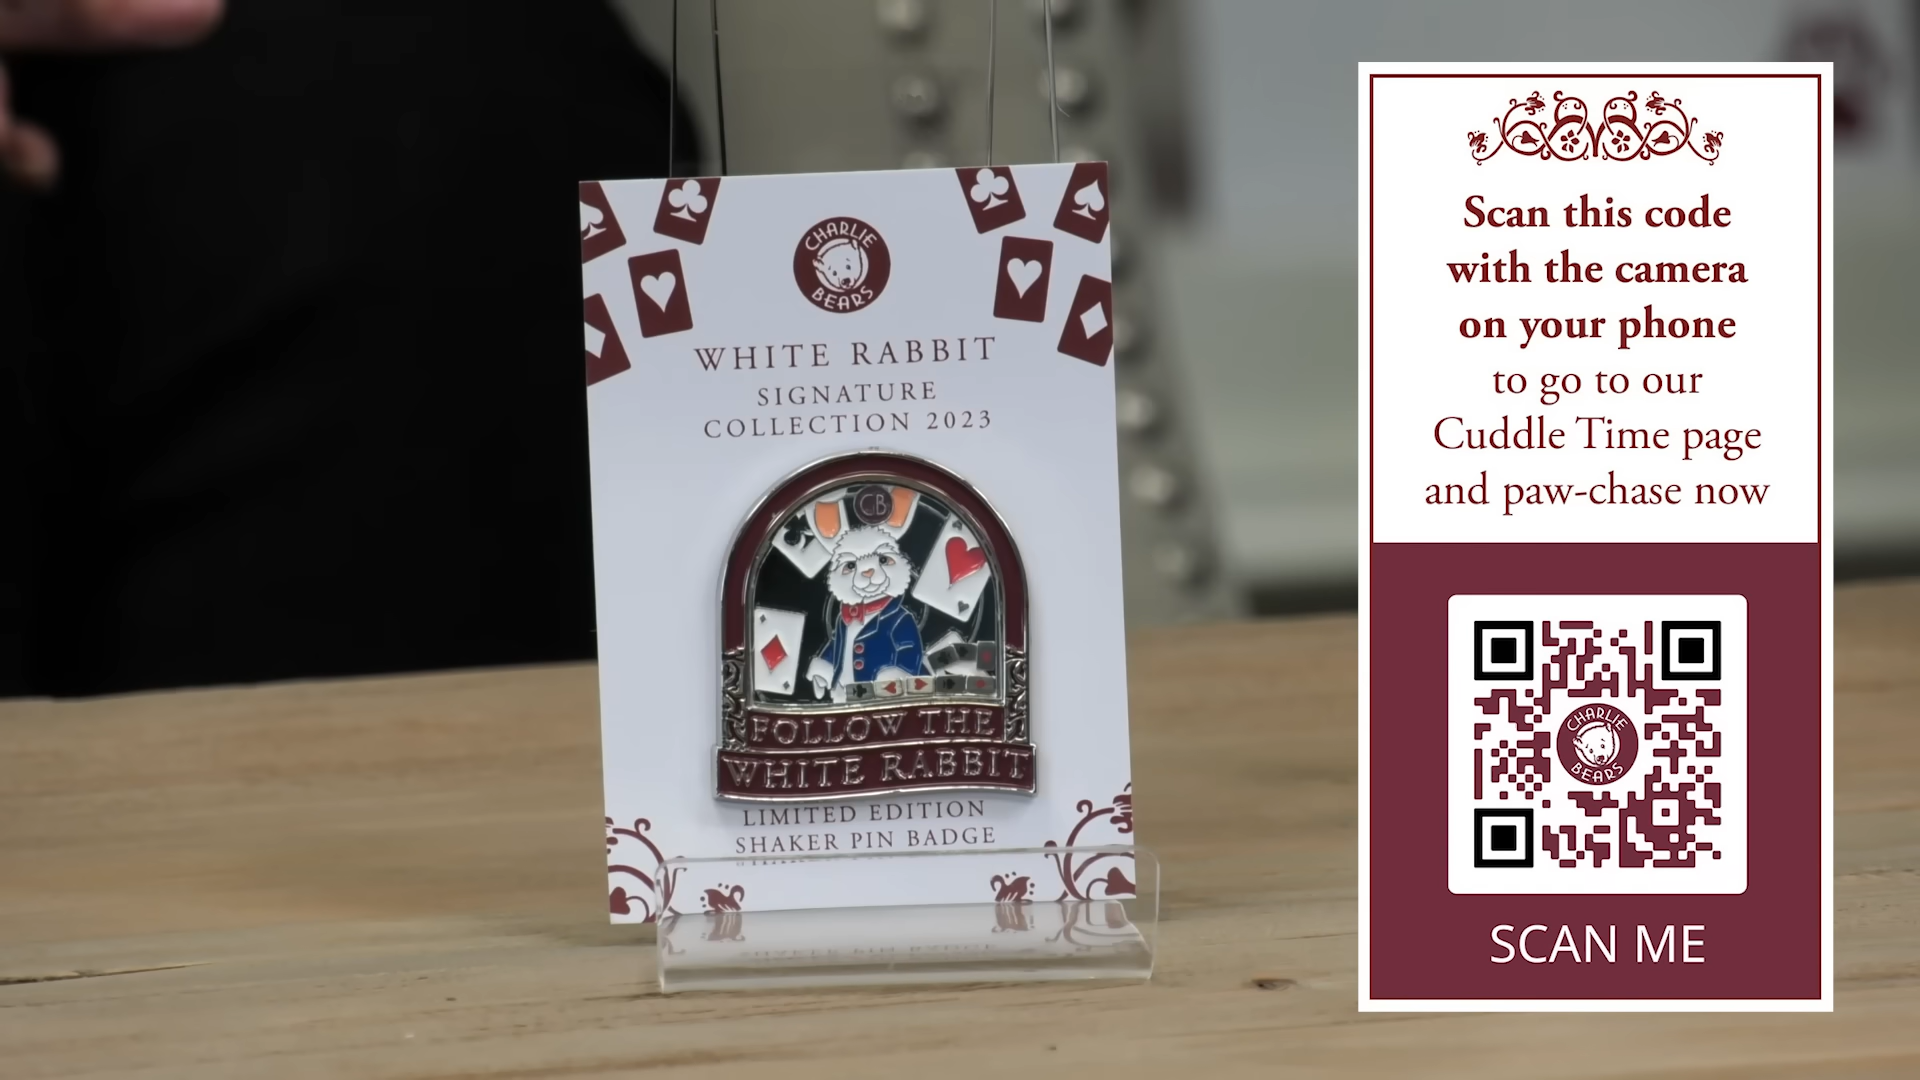 CHARLIE
BEARS
WHITE RABBIT
SIGNATURE
COLLECTION 2023
CB
FOLLOW THE
WHITE RABBIT
LIMITED EDITION
SHAKER PIN BADGE
Scan this code
with the camera
on your phone
to go to our
Cuddle Time page
and paw-chase now
CHARLIE
BEARS
SCAN ME